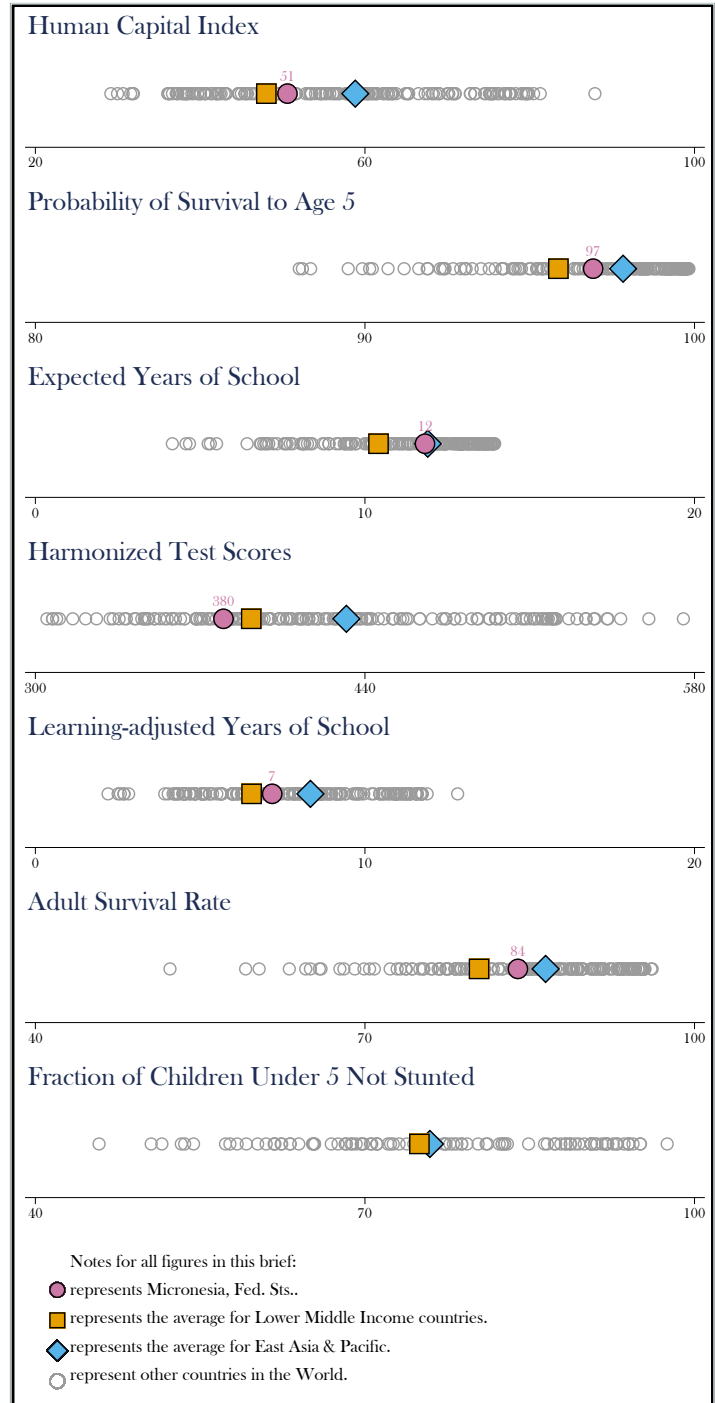 Human Capital Index
51
20 60 100
Probability of Survival to Age 5
97
80 90 100
Expected Years of School
12
0 10 20
Harmonized Test Scores
380
300 440 580
Learning-adjusted Years of School
7
0 10 20
Adult Survival Rate
84
40 70 100
Fraction of Children Under 5 Not Stunted
40 70 100
Notes for all figures in this brief:
represents Micronesia, Fed. Sts..
represents the average for Lower Middle Income countries.
represents the average for East Asia & Pacific.
represent other countries in the World.